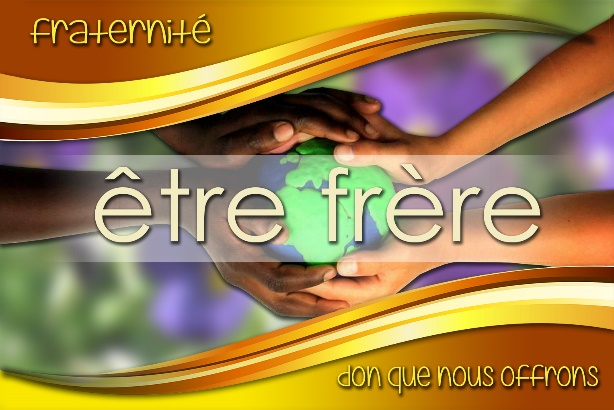 fraternité
être frère
don que nous offrons